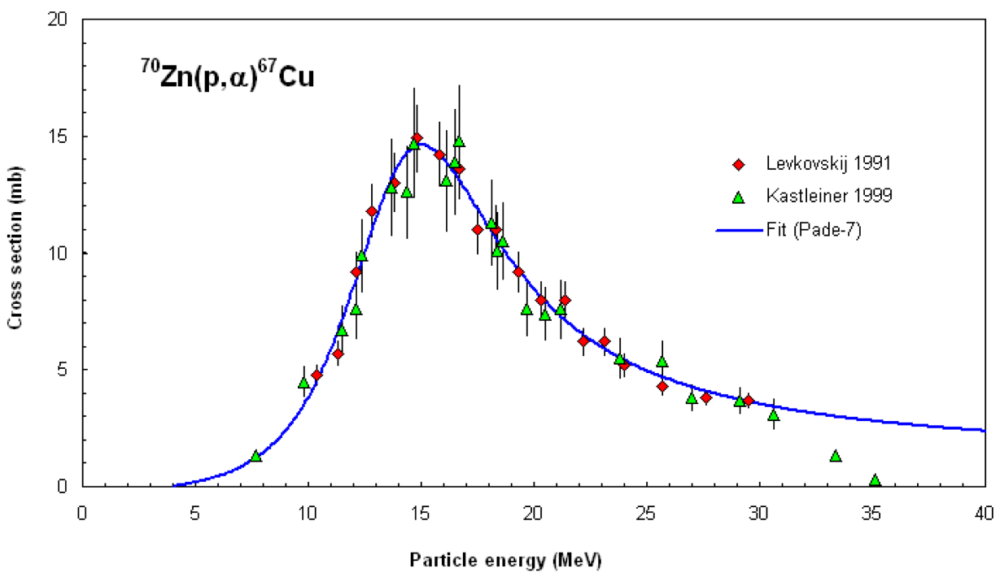 20
⁷⁰Zn(p,α)⁶⁷Cu
15
Levkovskij 1991
Kastleiner 1999
Fit (Pade-7)
10
Cross section (mb)
5
0
0 5 10 15 20 25 30 35 40
Particle energy (MeV)